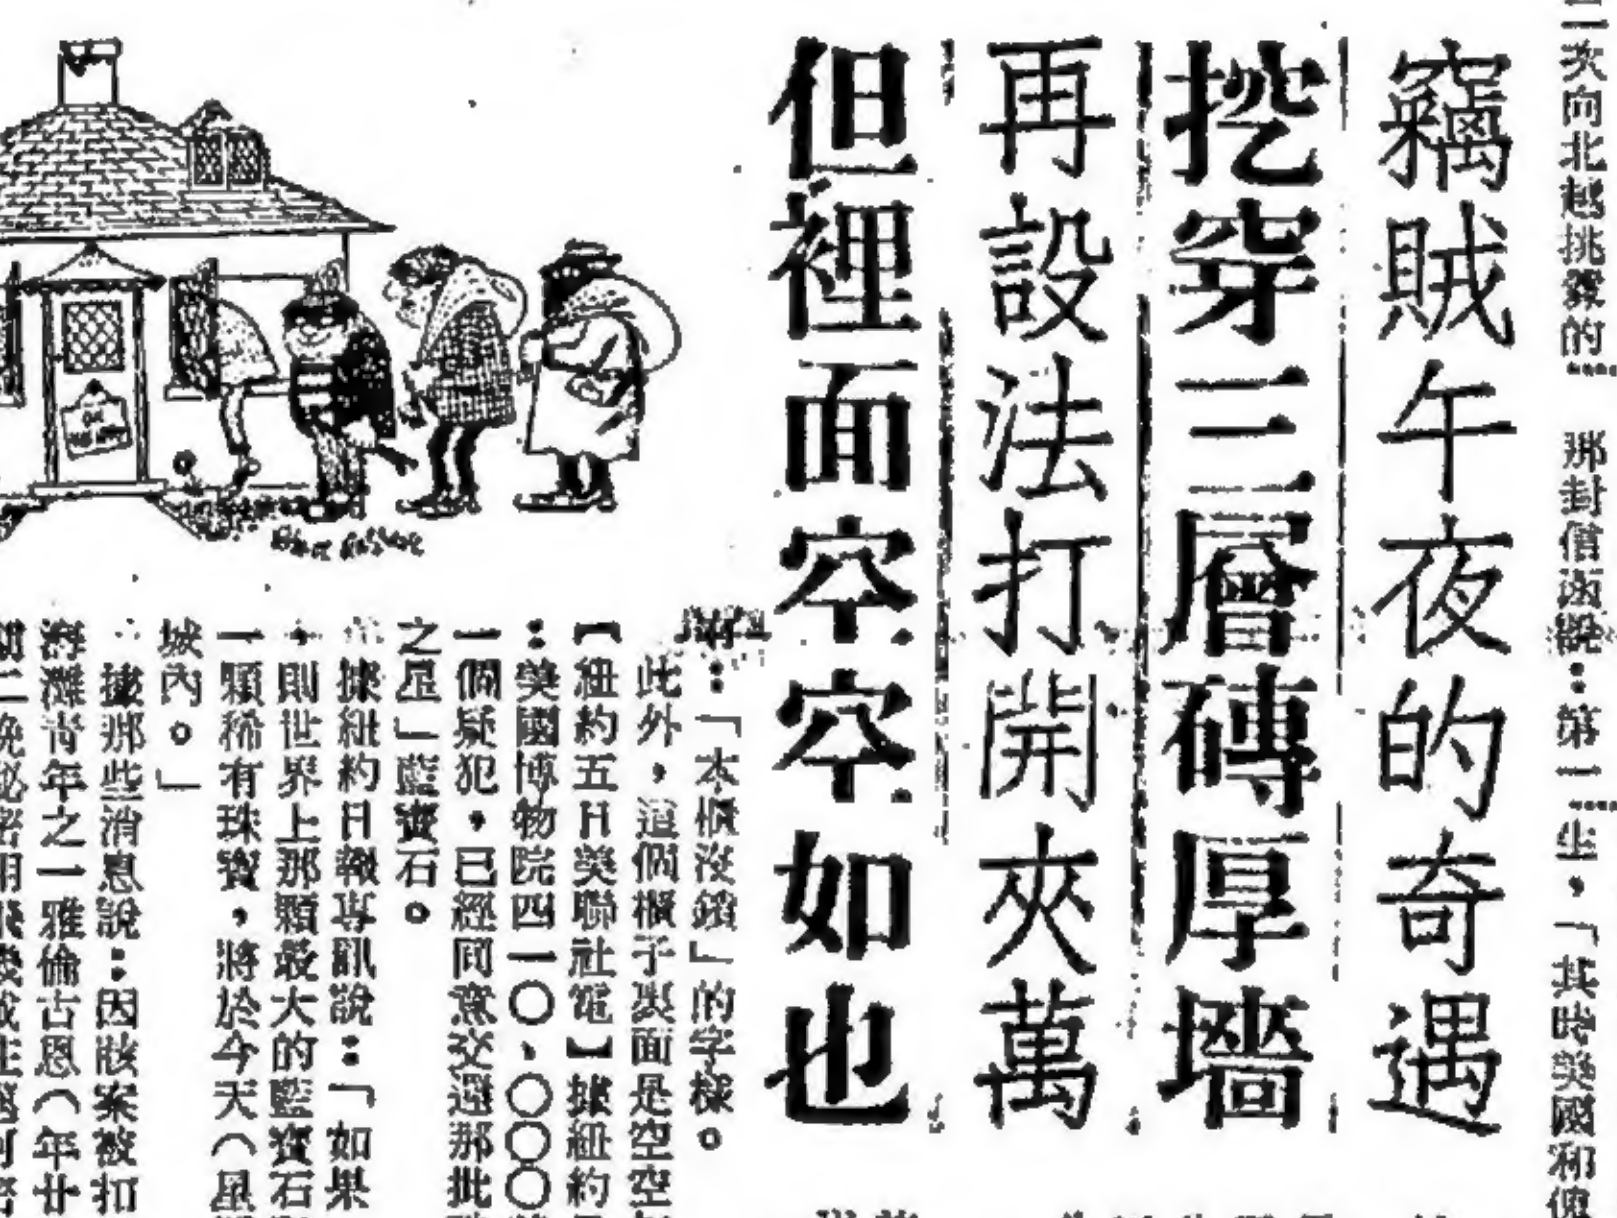 二次向北越挑釁的
那封信函說：第一
生，「其時美國和
竊賊午夜的奇遇
挖穿三層磚厚墻
再設法打開夾萬
但裡面空空如也
：「本櫃沒鎖」的字樣。
此外，這個櫃子裏面是空空
【紐約五日美聯社電】據紐約
：美國博物院四一〇、〇〇〇
一個疑犯，已經同意交還那批
之星」藍寶石。
據紐約日報專訊說：「如果
，則世界上那顆最大的藍寶石
一顆稀有珠寶，將於今天（星
城內。」
據那些消息說：因該案被扣
海灘青年之一雅倫古恩（年廿